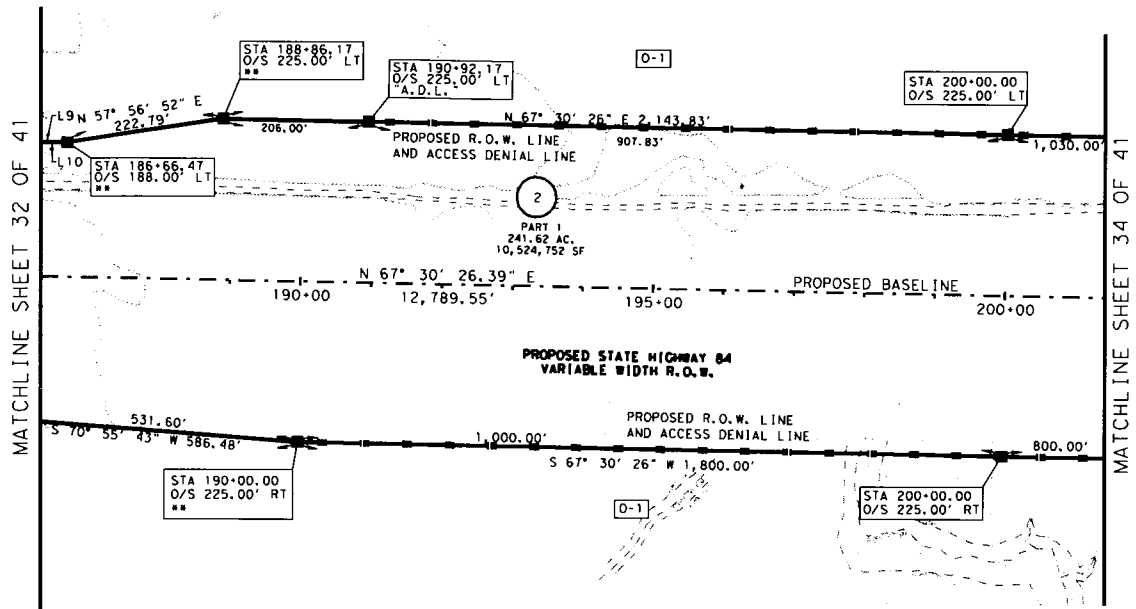 MATCHLINE SHEET 32 OF 41
STA 188+86.17
O/S 225.00' LT
**
STA 190+92.17
O/S 225.00' LT
"A.D.L."
O-1
STA 200+00.00
O/S 225.00' LT
L9
N 57° 56' 52" E
222.79'
206.00'
N 67° 30' 26" E 2,143.83'
907.83'
PROPOSED R.O.W. LINE
AND ACCESS DENIAL LINE
1,030.00'
L10
STA 186+66.47
O/S 188.00' LT
**
2
PART 1
241.62 AC.
10,524,752 SF
N 67° 30' 26.39" E
12,789.55'
190+00
195+00
PROPOSED BASELINE
200+00
PROPOSED STATE HIGHWAY 84
VARIABLE WIDTH R.O.W.
531.60'
S 70° 55' 43" W 586.48'
1,000.00'
PROPOSED R.O.W. LINE
AND ACCESS DENIAL LINE
S 67° 30' 26" W 1,800.00'
800.00'
STA 190+00.00
O/S 225.00' RT
**
O-1
STA 200+00.00
O/S 225.00' RT
MATCHLINE SHEET 34 OF 41